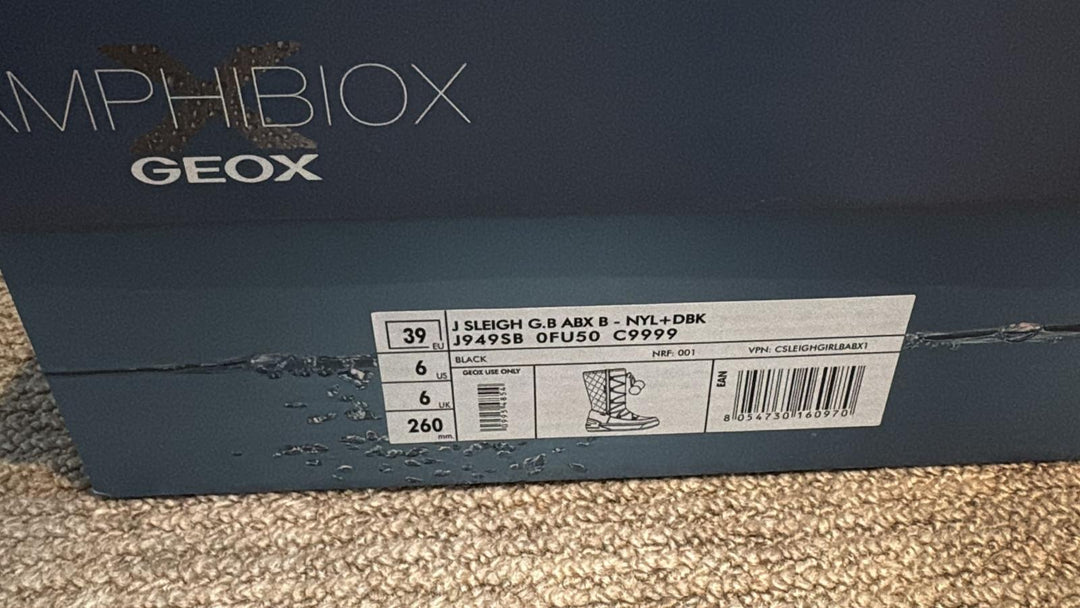 AMPHIBIOX
GEOX
39 EU
6 US
6 UK
260 mm.
J SLEIGH G.B ABX B - NYL+DBK
J949SB 0FU50 C9999
BLACK
NRF: 001
VPN: CSLEIGHGIRLBABX1
GEOX USE ONLY
EAN
8 054730 160970